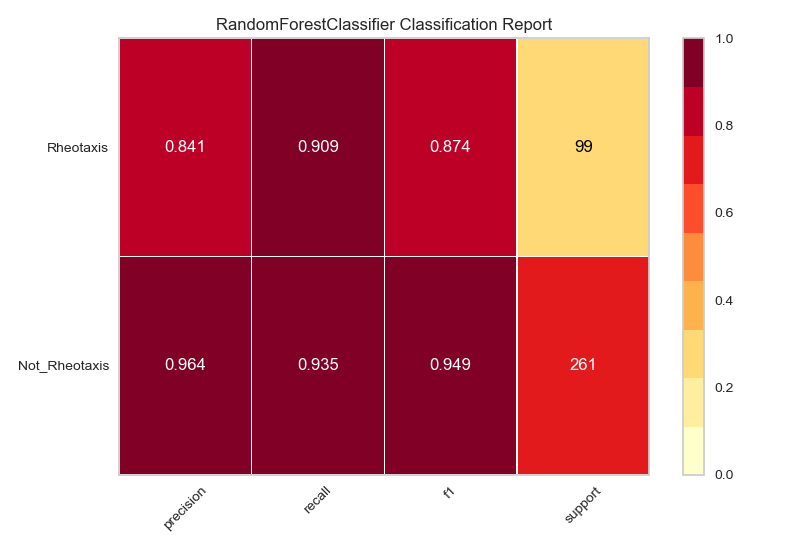 RandomForestClassifier Classification Report
Rheotaxis 0.841 0.909 0.874 99
Not_Rheotaxis 0.964 0.935 0.949 261
precision recall f1 support
1.0
0.8
0.6
0.4
0.2
0.0